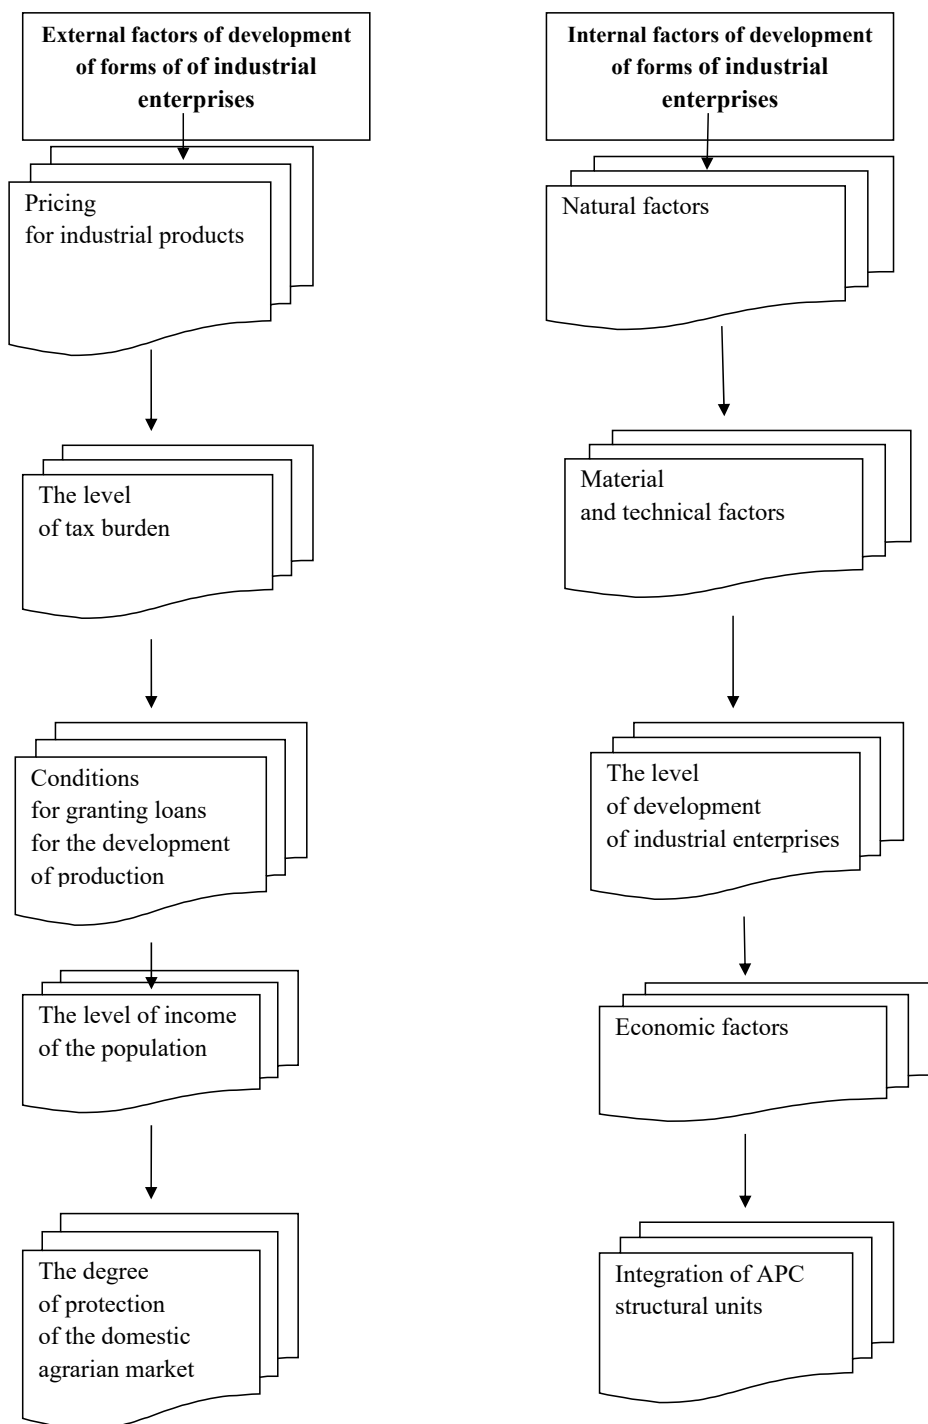 External factors of development
of forms of of industrial
enterprises
Pricing
for industrial products
The level
of tax burden
Conditions
for granting loans
for the development
of production
The level of income
of the population
The degree
of protection
of the domestic
agrarian market
Internal factors of development
of forms of industrial
enterprises
Natural factors
Material
and technical factors
The level
of development
of industrial enterprises
Economic factors
Integration of APC
structural units